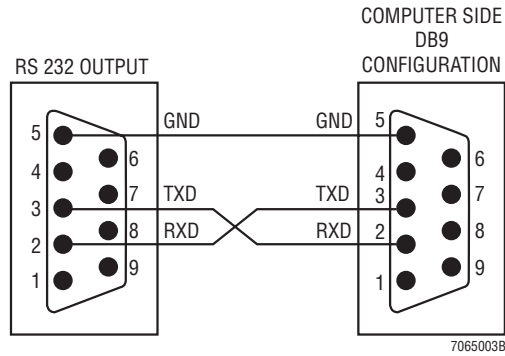 COMPUTER SIDE
DB9
CONFIGURATION
RS 232 OUTPUT
GND GND
TXD TXD
RXD RXD
5
4
3
2
1
6
7
8
9
5
4
3
2
1
6
7
8
9
7065003B